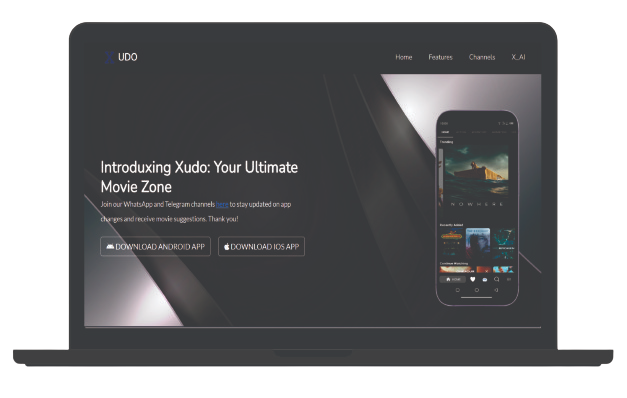 UDO
Home Features Channels X_AI
Introduxing Xudo: Your Ultimate
Movie Zone
Join our WhatsApp and Telegram channels here to stay updated on app
changes and receive movie suggestions. Thank you!
DOWNLOAD ANDROID APP DOWNLOAD IOS APP
Trending
NOWHERE
Recently Added
Continue Watching
HOME